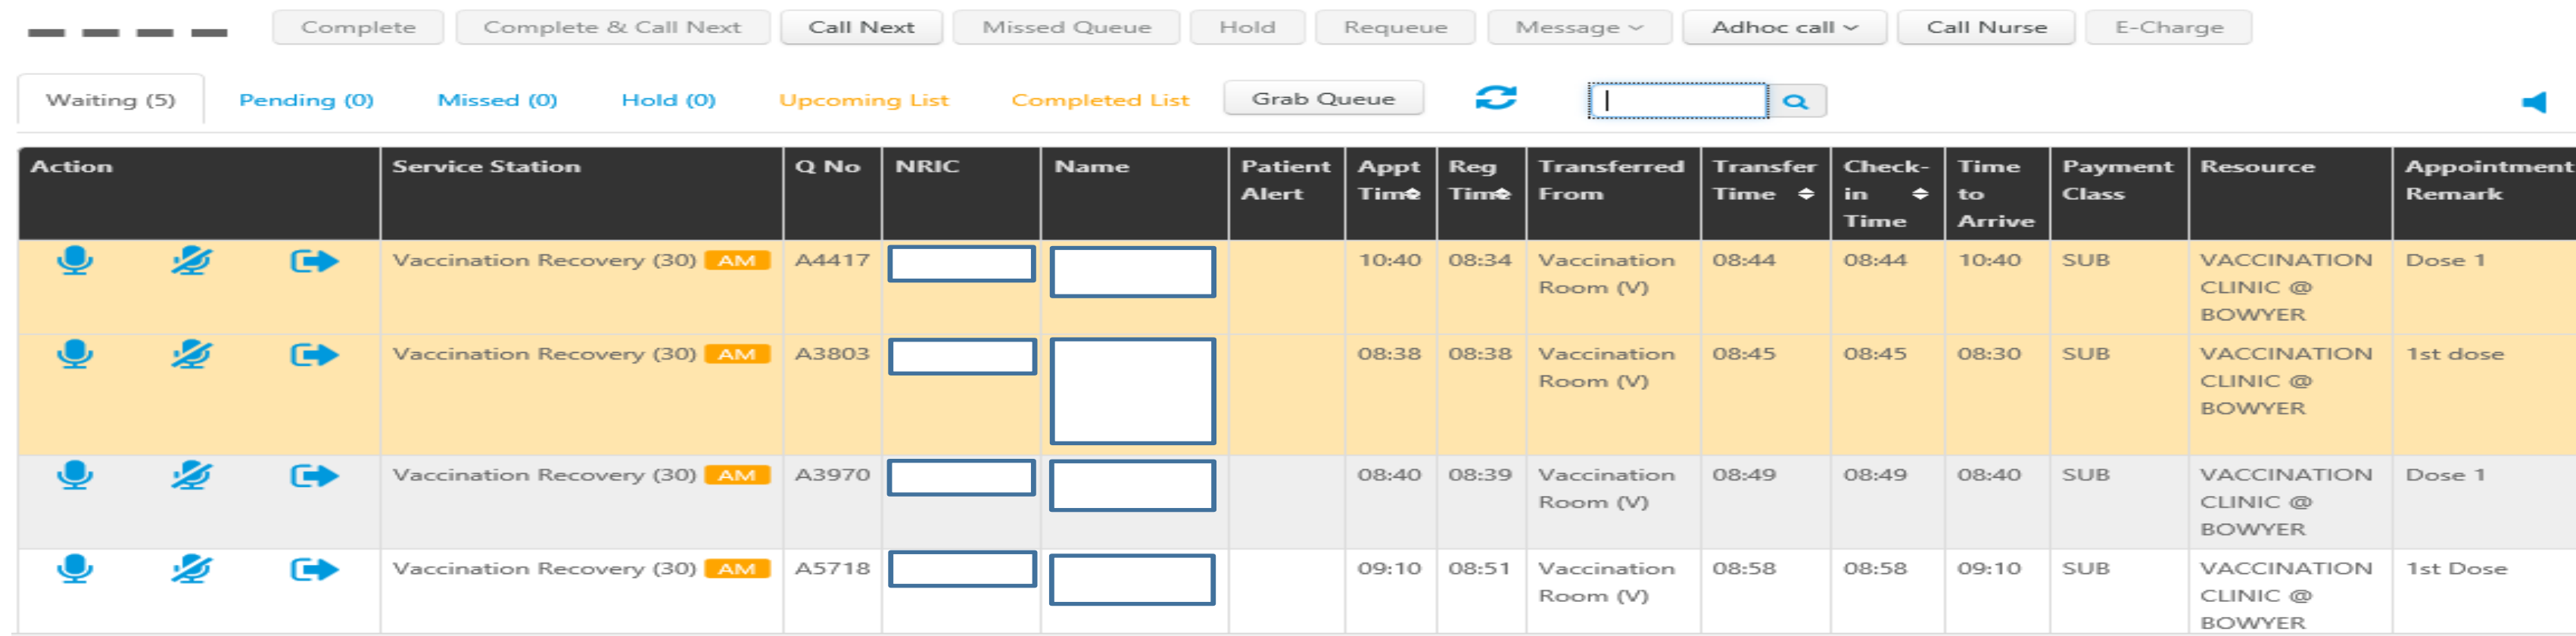 Complete Complete & Call Next Call Next Missed Queue Hold Requeue Message Adhoc call Call Nurse E-Charge
Waiting (5) Pending (0) Missed (0) Hold (0) Upcoming List Completed List Grab Queue
Action Service Station Q No NRIC Name Patient Appt Reg Transferred Transfer Check- Time Payment Resource Appointment
Alert Time Time From Time in to Class Remark
Time Arrive
Vaccination Recovery (30) AM A4417 10:40 08:34 Vaccination 08:44 08:44 10:40 SUB VACCINATION Dose 1
Room (V) CLINIC @
BOWYER
Vaccination Recovery (30) AM A3803 08:38 08:38 Vaccination 08:45 08:45 08:30 SUB VACCINATION 1st dose
Room (V) CLINIC @
BOWYER
Vaccination Recovery (30) AM A3970 08:40 08:39 Vaccination 08:49 08:49 08:40 SUB VACCINATION Dose 1
Room (V) CLINIC @
BOWYER
Vaccination Recovery (30) AM A5718 09:10 08:51 Vaccination 08:58 08:58 09:10 SUB VACCINATION 1st Dose
Room (V) CLINIC @
BOWYER